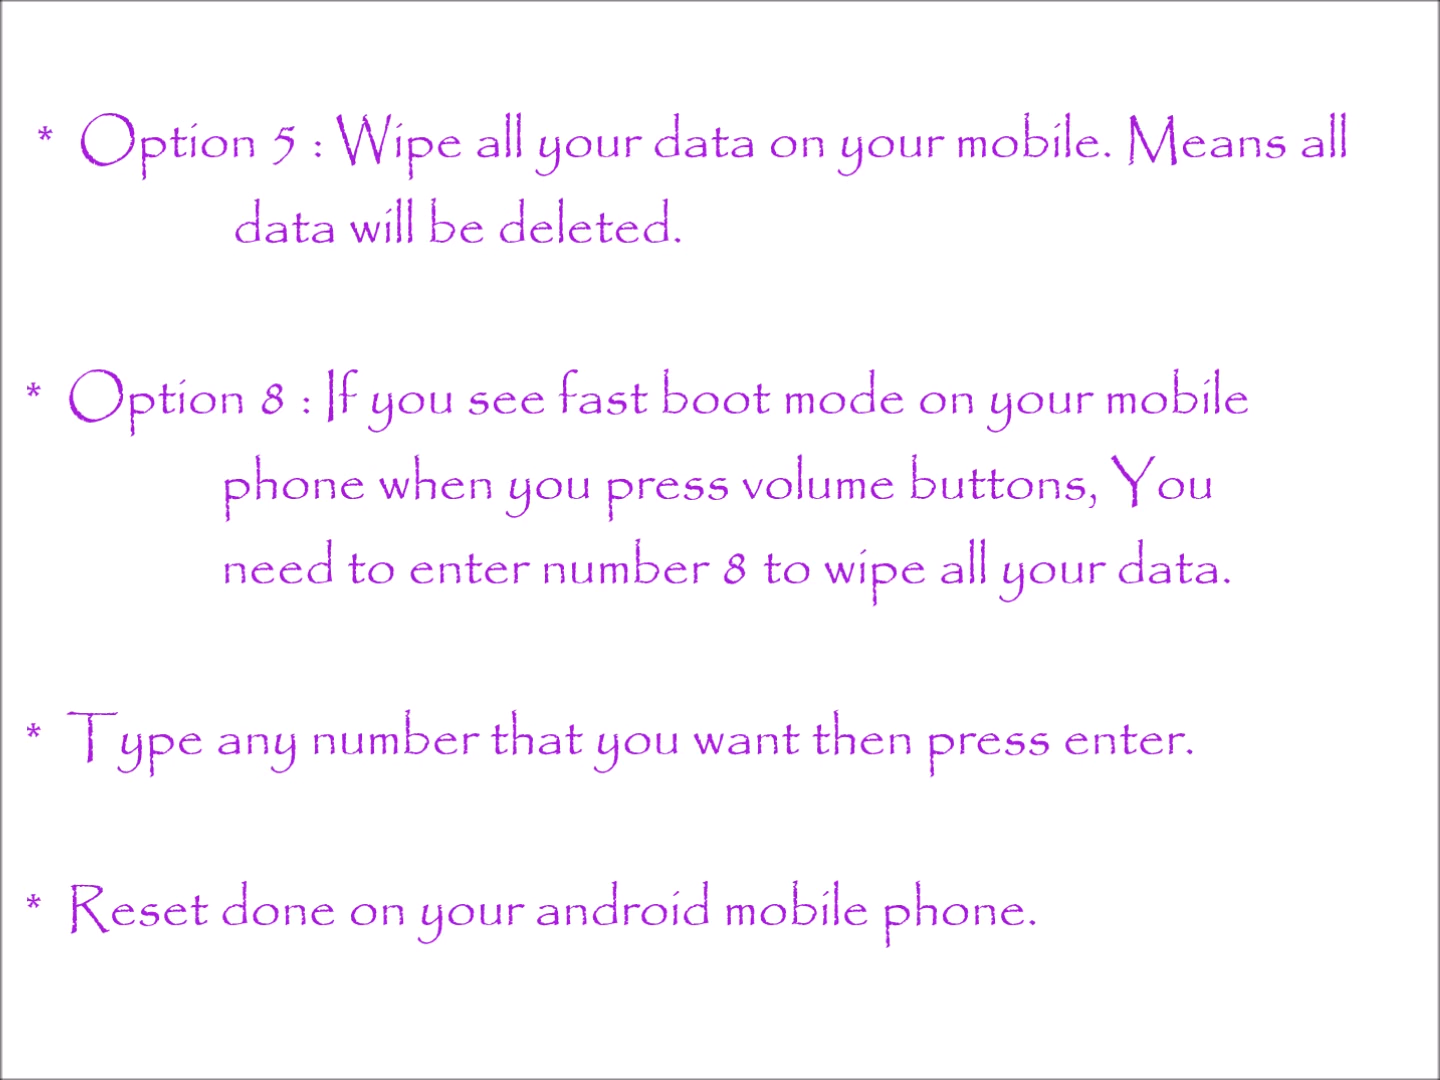 * Option 5 : Wipe all your data on your mobile. Means all
data will be deleted.
* Option 8 : If you see fast boot mode on your mobile
phone when you press volume buttons, You
need to enter number 8 to wipe all your data.
* Type any number that you want then press enter.
* Reset done on your android mobile phone.